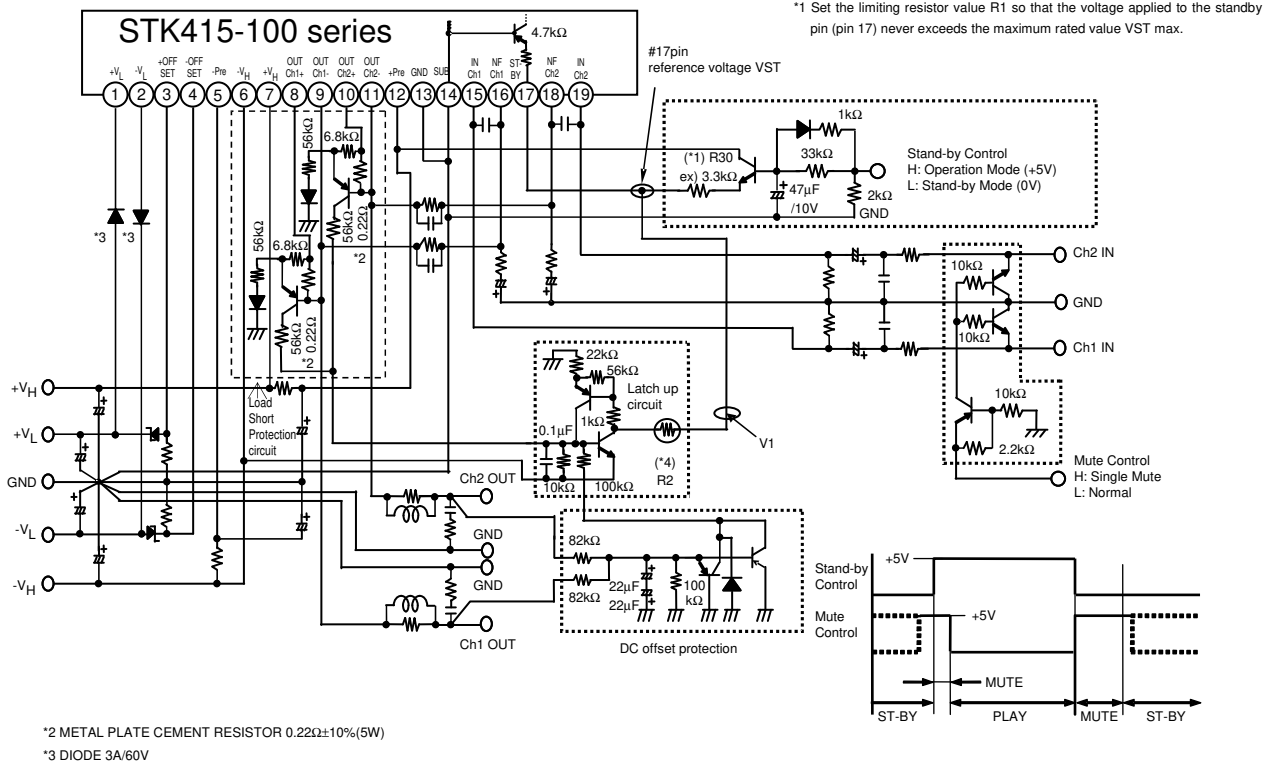 *1 Set the limiting resistor value R1 so that the voltage applied to the standby
pin (pin 17) never exceeds the maximum rated value VST max.
STK415-100 series
4.7kΩ
+VL
-VL
+OFF SET
-OFF SET
-Pre
-VH
+VH
OUT Ch1+
OUT Ch1-
OUT Ch2+
OUT Ch2-
+Pre
GND
SUB
IN Ch1
NF Ch1
ST-BY
NF Ch2
IN Ch2
1 2 3 4 5 6 7 8 9 10 11 12 13 14 15 16 17 18 19
#17pin
reference voltage VST
56kΩ
6.8kΩ
56kΩ
0.22Ω
*2
56kΩ
6.8kΩ
56kΩ
0.22Ω
*2
*3
*3
(*1) R30
ex) 3.3kΩ
1kΩ
33kΩ
47µF
/10V
2kΩ
GND
Stand-by Control
H: Operation Mode (+5V)
L: Stand-by Mode (0V)
Ch2 IN
GND
Ch1 IN
10kΩ
10kΩ
10kΩ
2.2kΩ
Mute Control
H: Single Mute
L: Normal
+VH
+VL
GND
-VL
-VH
Load
Short
Protection
circuit
22kΩ
56kΩ
Latch up
circuit
1kΩ
0.1µF
10kΩ
100kΩ
(*4)
R2
V1
Ch2 OUT
GND
GND
Ch1 OUT
82kΩ
82kΩ
22µF
22µF
100
kΩ
DC offset protection
Stand-by
Control
+5V
Mute
Control
+5V
MUTE
ST-BY
PLAY
MUTE
ST-BY
*2 METAL PLATE CEMENT RESISTOR 0.22Ω±10%(5W)
*3 DIODE 3A/60V